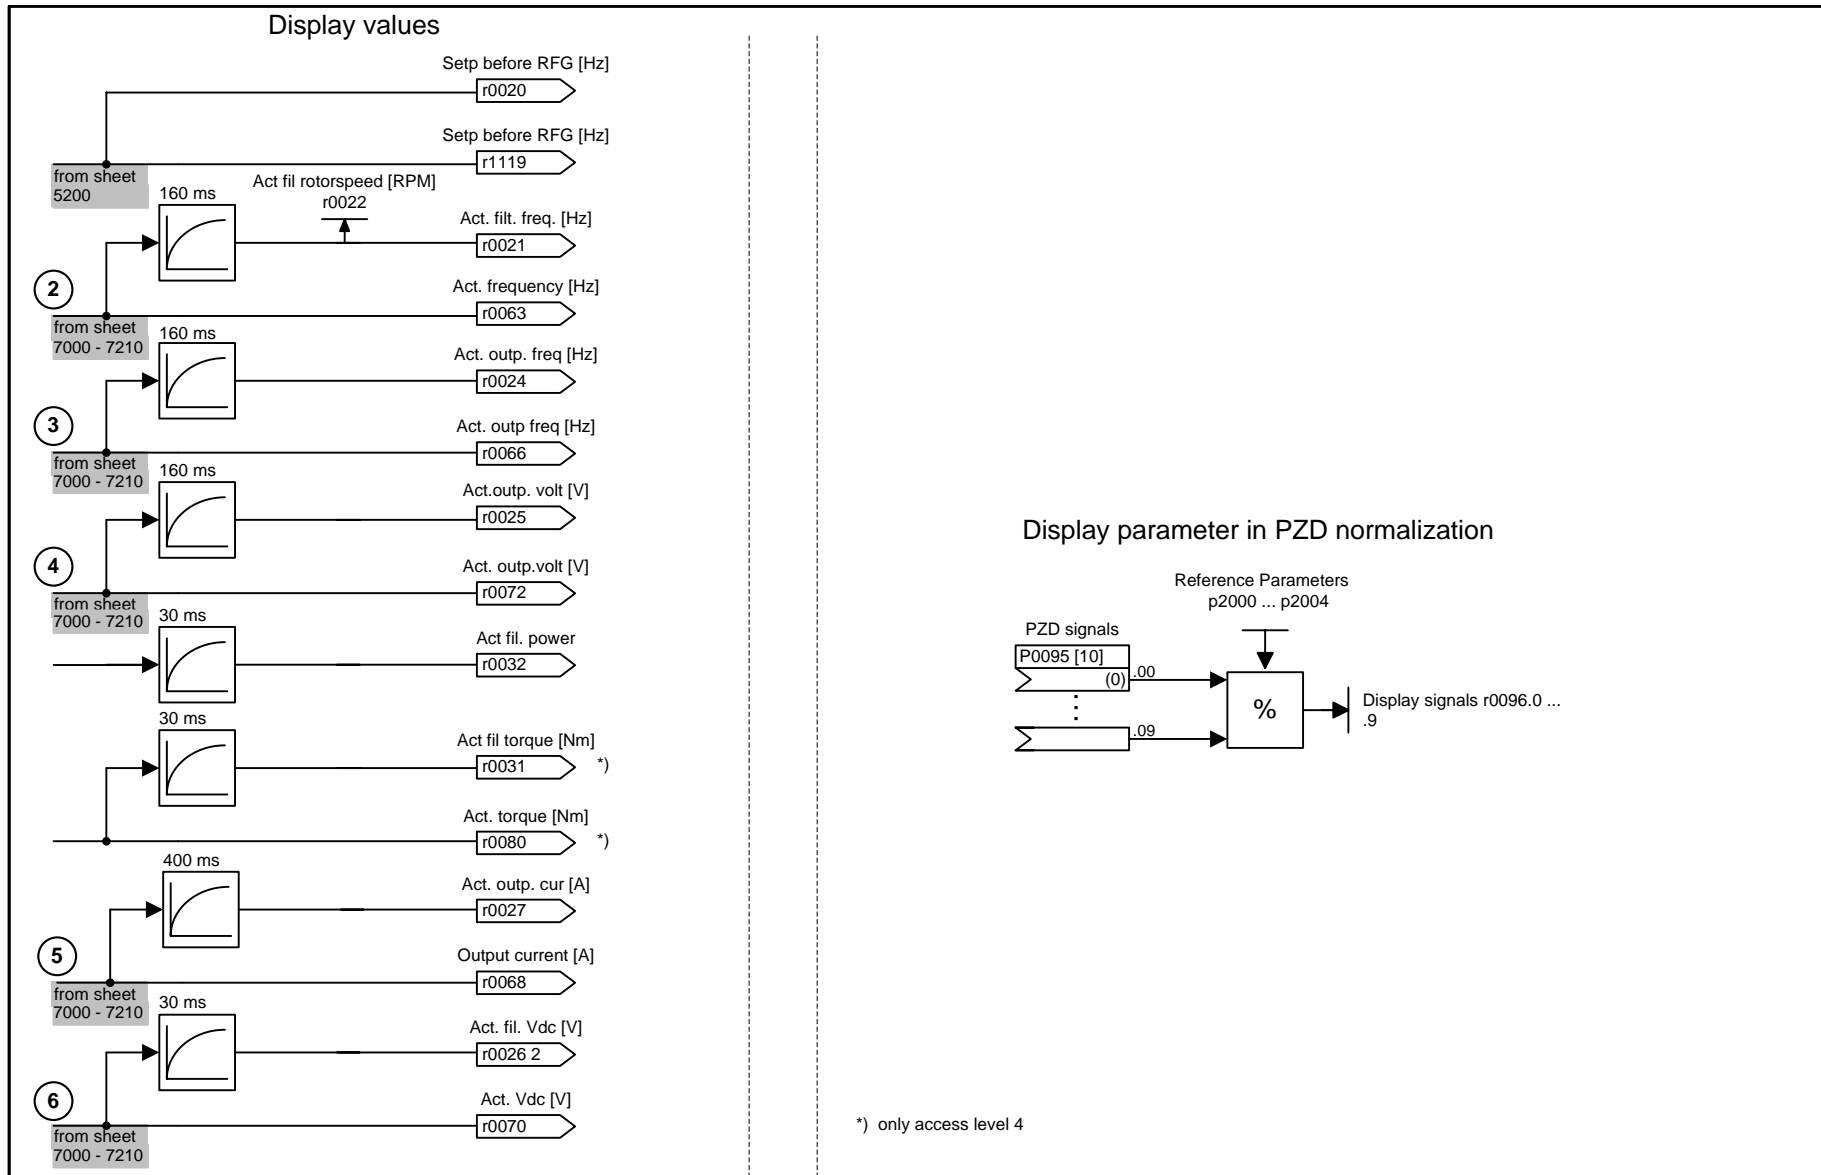 Display values
Setp before RFG [Hz]
r0020
Setp before RFG [Hz]
r1119
from sheet
5200
160 ms
Act fil rotorspeed [RPM]
r0022
Act. filt. freq. [Hz]
r0021
2
Act. frequency [Hz]
r0063
from sheet
7000 - 7210
160 ms
Act. outp. freq [Hz]
r0024
3
Act. outp freq [Hz]
r0066
from sheet
7000 - 7210
160 ms
Act.outp. volt [V]
r0025
4
Act. outp.volt [V]
r0072
from sheet
7000 - 7210
30 ms
Act fil. power
r0032
30 ms
Act fil torque [Nm]
r0031 *)
Act. torque [Nm]
r0080 *)
400 ms
Act. outp. cur [A]
r0027
5
Output current [A]
r0068
from sheet
7000 - 7210
30 ms
Act. fil. Vdc [V]
r0026 2
6
Act. Vdc [V]
r0070
from sheet
7000 - 7210
Display parameter in PZD normalization
Reference Parameters
p2000 ... p2004
PZD signals
P0095 [10]
(0) .00
.09
%
Display signals r0096.0 ...
.9
*) only access level 4